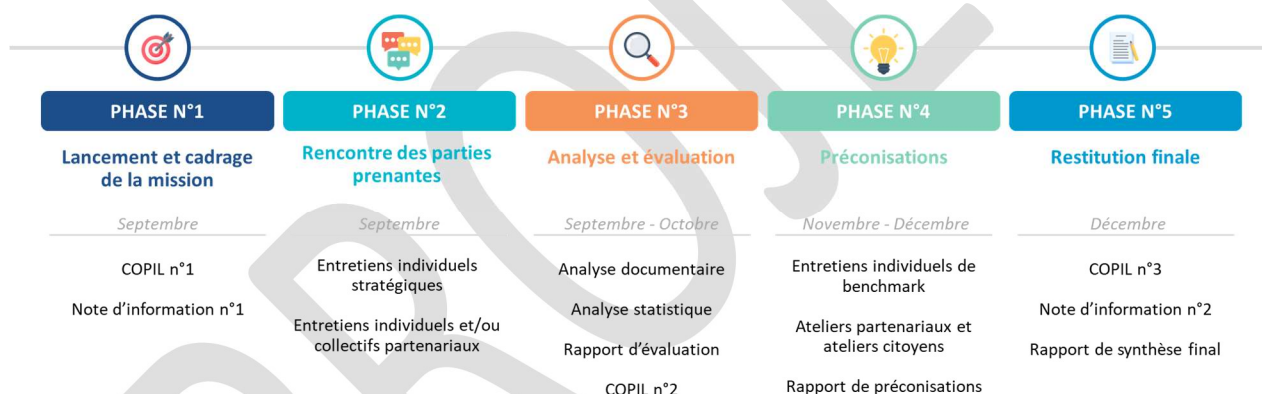 PHASE N°1
Lancement et cadrage
de la mission
Septembre
COPIL n°1
Note d'information n°1
PHASE N°2
Rencontre des parties
prenantes
Septembre
Entretiens individuels
stratégiques
Entretiens individuels et/ou
collectifs partenariaux
PHASE N°3
Analyse et évaluation
Septembre - Octobre
Analyse documentaire
Analyse statistique
Rapport d'évaluation
COPIL n°2
PHASE N°4
Préconisations
Novembre - Décembre
Entretiens individuels de
benchmark
Ateliers partenariaux et
ateliers citoyens
Rapport de préconisations
PHASE N°5
Restitution finale
Décembre
COPIL n°3
Note d'information n°2
Rapport de synthèse final